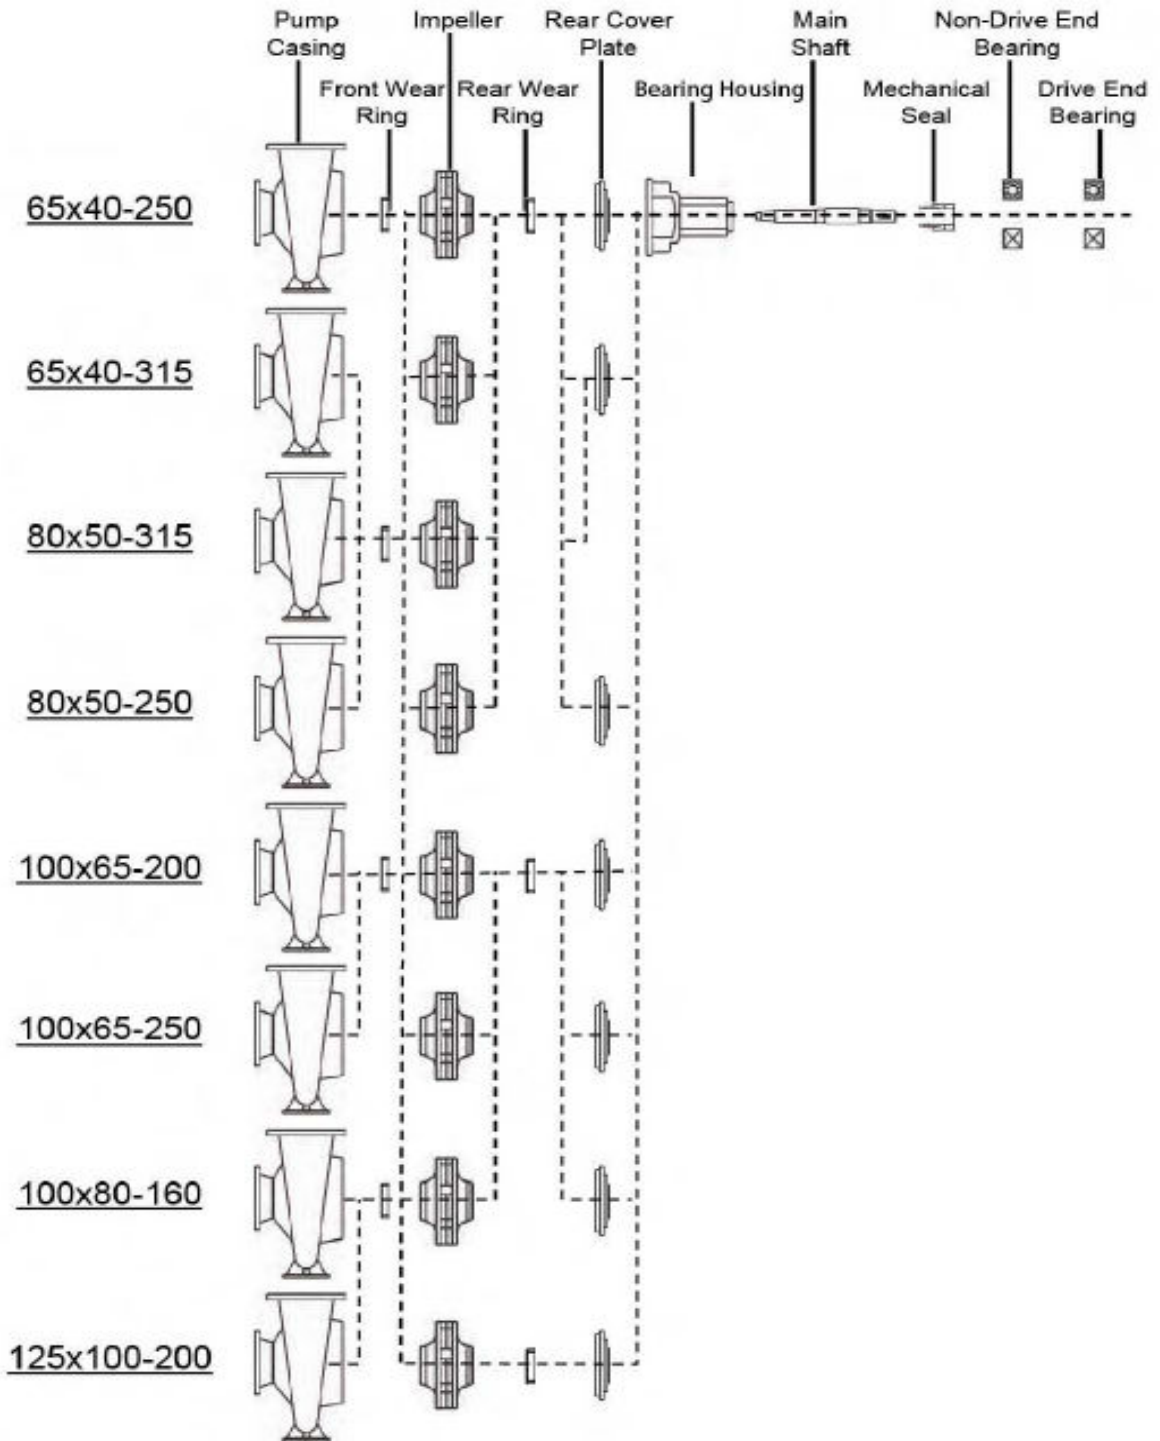 Pump
Casing
Impeller
Rear Cover
Plate
Main
Shaft
Non-Drive End
Bearing
Front Wear
Ring
Rear Wear
Ring
Bearing Housing
Mechanical
Seal
Drive End
Bearing
65x40-250
65x40-315
80x50-315
80x50-250
100x65-200
100x65-250
100x80-160
125x100-200